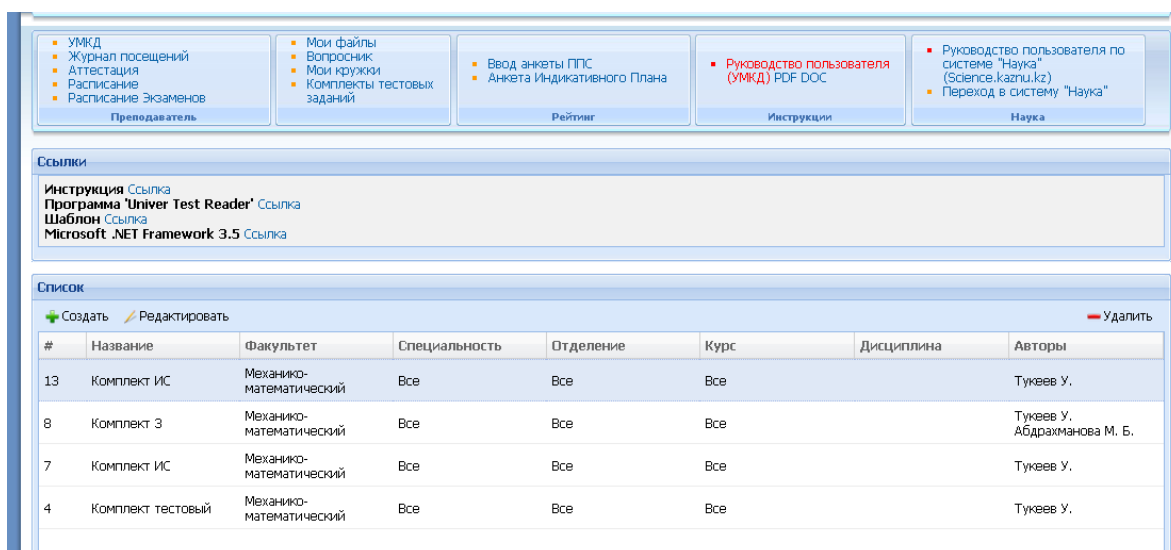 УМКД
Журнал посещений
Аттестация
Расписание
Расписание Экзаменов
Преподаватель
Мои файлы
Вопросник
Мои кружки
Комплекты тестовых
заданий
Ввод анкеты ППС
Анкета Индикативного Плана
Рейтинг
Руководство пользователя
(УМКД) PDF DOC
Инструкции
Руководство пользователя по
системе "Наука"
(Science.kaznu.kz)
Переход в систему "Наука"
Наука
Ссылки
Инструкция Ссылка
Программа 'Univer Test Reader' Ссылка
Шаблон Ссылка
Microsoft .NET Framework 3.5 Ссылка
Список
Создать Редактировать Удалить
# Название Факультет Специальность Отделение Курс Дисциплина Авторы
13 Комплект ИС Механико-
математический Все Все Все Тукеев У.
8 Комплект 3 Механико-
математический Все Все Все Тукеев У.
Абдрахманова М. Б.
7 Комплект ИС Механико-
математический Все Все Все Тукеев У.
4 Комплект тестовый Механико-
математический Все Все Все Тукеев У.